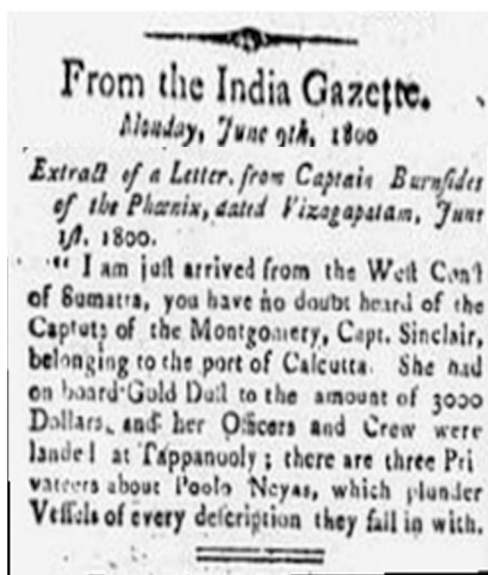 From the India Gazette.
Monday, June 9th, 1800
Extract of a Letter, from Captain Burnſides
of the Phœnix, dated Vizagapatam, June
1ſt. 1800.
" I am juſt arrived from the Weſt Coaſt
of Sumatra, you have no doubt heard of the
Capture of the Montgomery, Capt. Sinclair,
belonging to the port of Calcutta. She had
on board Gold Duſt to the amount of 3000
Dollars, and her Officers and Crew were
landed at Tappanuoly; there are three Pri
vateers about Poolo Neyas, which plunder
Veſſels of every deſcription they fall in with.